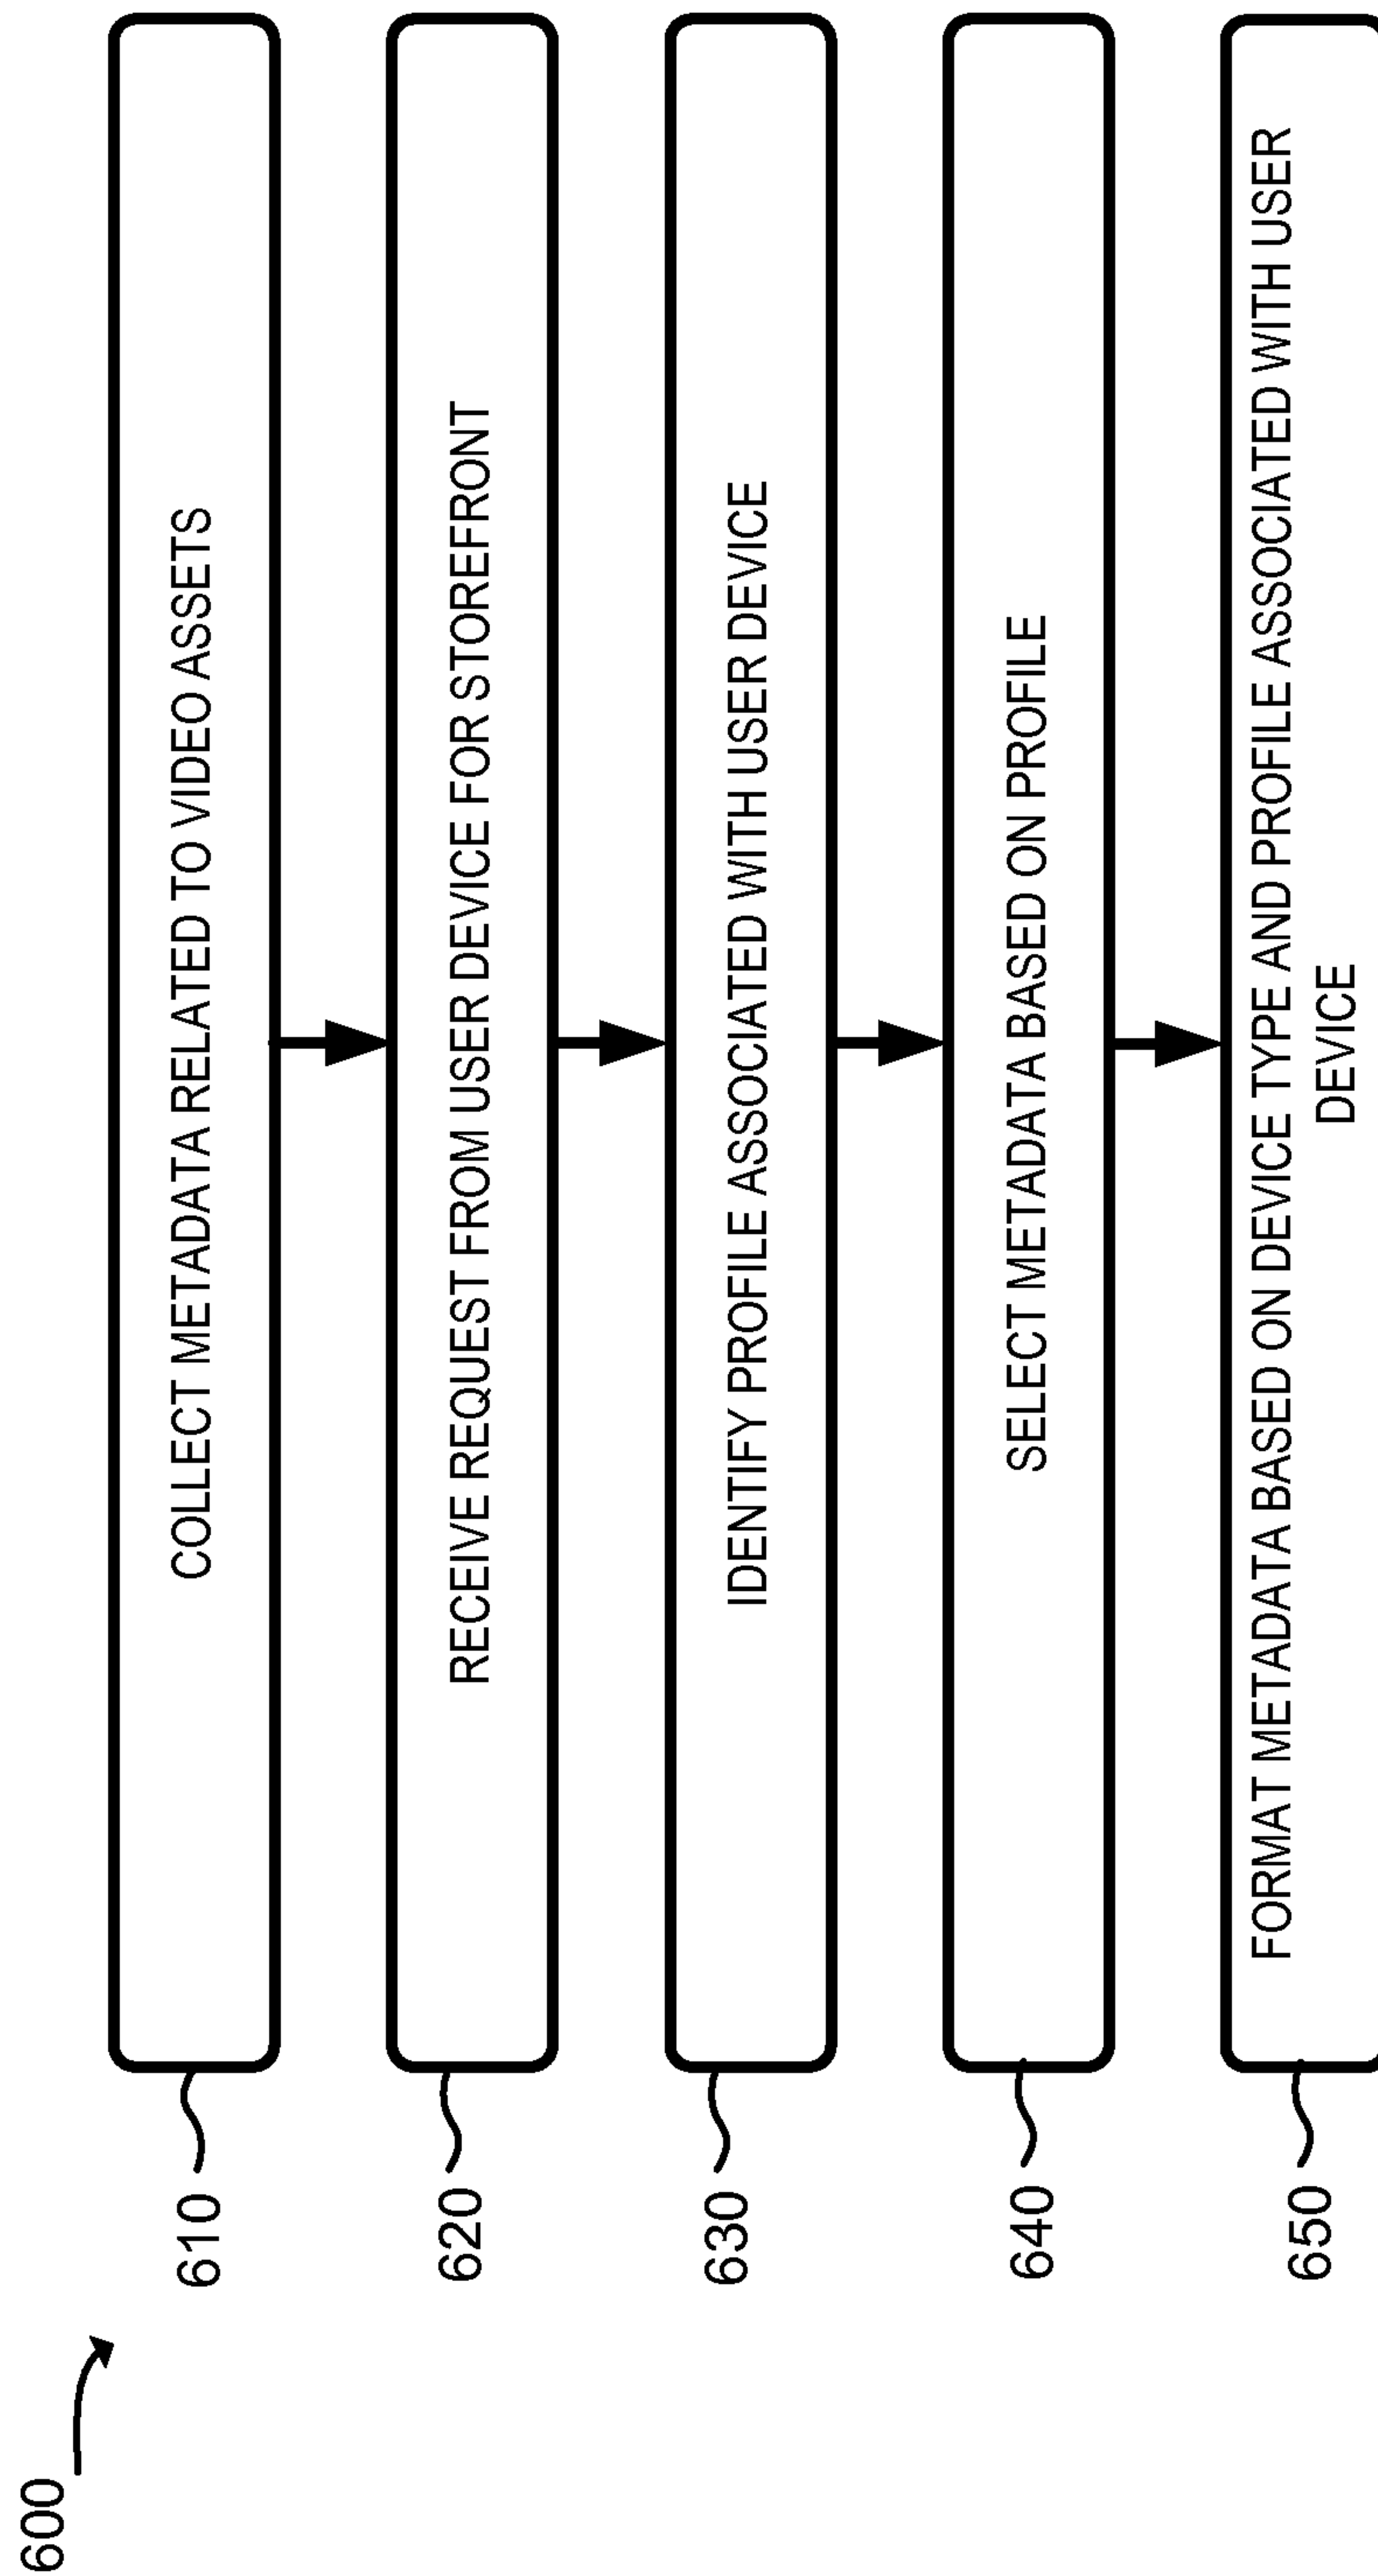 600
610
COLLECT METADATA RELATED TO VIDEO ASSETS
620
RECEIVE REQUEST FROM USER DEVICE FOR STOREFRONT
630
IDENTIFY PROFILE ASSOCIATED WITH USER DEVICE
640
SELECT METADATA BASED ON PROFILE
650
FORMAT METADATA BASED ON DEVICE TYPE AND PROFILE ASSOCIATED WITH USER
DEVICE